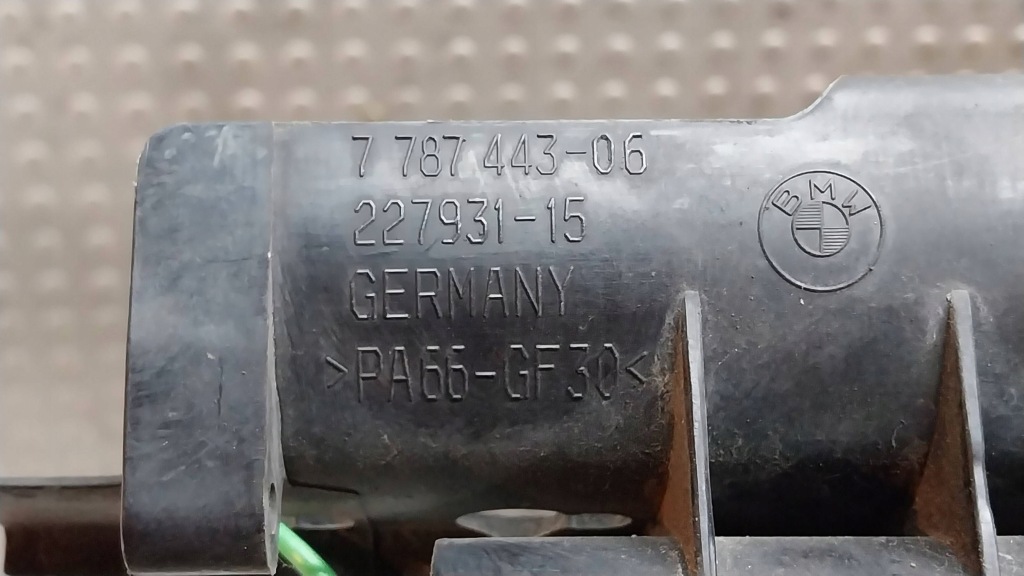 7 787 443-06
BMW
227931-15
GERMANY
>PA66-GF30<